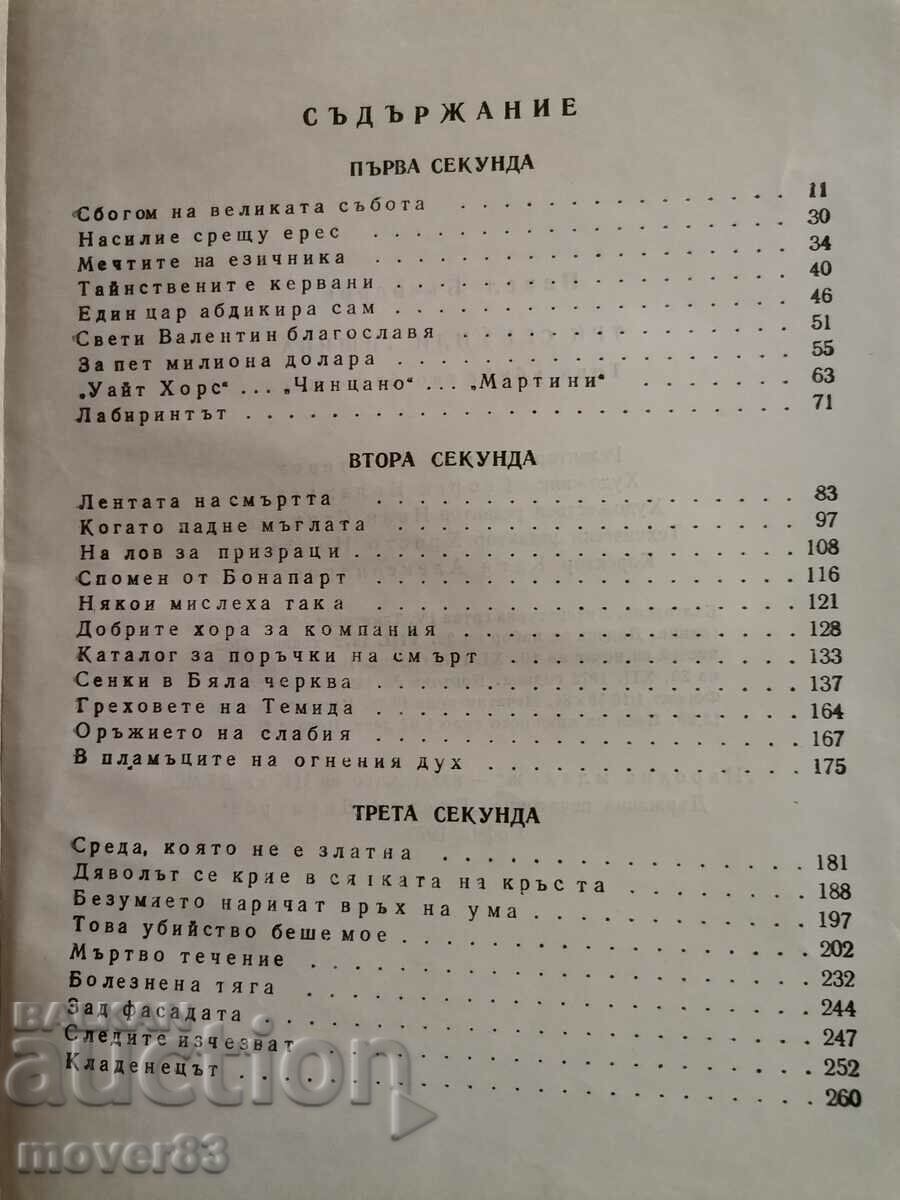 СЪДЪРЖАНИЕ
ПЪРВА СЕКУНДА
Сбогом на великата събота . . . . . . . . . . . . . . 11
Насилие срещу ерес . . . . . . . . . . . . . . . . . 30
Мечтите на езичника . . . . . . . . . . . . . . . . . 34
Тайнствените кервани . . . . . . . . . . . . . . . . 40
Един цар абдикира сам . . . . . . . . . . . . . . . . 46
Свети Валентин благославя . . . . . . . . . . . . . . 51
За пет милиона долара . . . . . . . . . . . . . . . . 55
„Уайт Хорс“ ... „Чинцано“ ... „Мартини“ . . . . . . . 63
Лабиринтът . . . . . . . . . . . . . . . . . . . . . 71
ВТОРА СЕКУНДА
Лентата на смъртта . . . . . . . . . . . . . . . . . 83
Когато падне мъглата . . . . . . . . . . . . . . . . 97
На лов за призраци . . . . . . . . . . . . . . . . . 108
Спомен от Бонапарт . . . . . . . . . . . . . . . . . 116
Някои мислеха така . . . . . . . . . . . . . . . . . 121
Добрите хора за компания . . . . . . . . . . . . . . 128
Каталог за поръчки на смърт . . . . . . . . . . . . . 133
Сенки в Бяла черква . . . . . . . . . . . . . . . . . 137
Греховете на Темида . . . . . . . . . . . . . . . . . 164
Оръжието на слабия . . . . . . . . . . . . . . . . . 167
В пламъците на огнения дух . . . . . . . . . . . . . 175
ТРЕТА СЕКУНДА
Среда, която не е златна . . . . . . . . . . . . . . 181
Дяволът се крие в сянката на кръста . . . . . . . . . 188
Безумието наричат връх на ума . . . . . . . . . . . . 197
Това убийство беше мое . . . . . . . . . . . . . . . 202
Мъртво течение . . . . . . . . . . . . . . . . . . . 232
Болезнена тяга . . . . . . . . . . . . . . . . . . . 244
Зад фасадата . . . . . . . . . . . . . . . . . . . . 247
Следите изчезват . . . . . . . . . . . . . . . . . . 252
Кладенецът . . . . . . . . . . . . . . . . . . . . . 260
BALKAN
auction
mover83